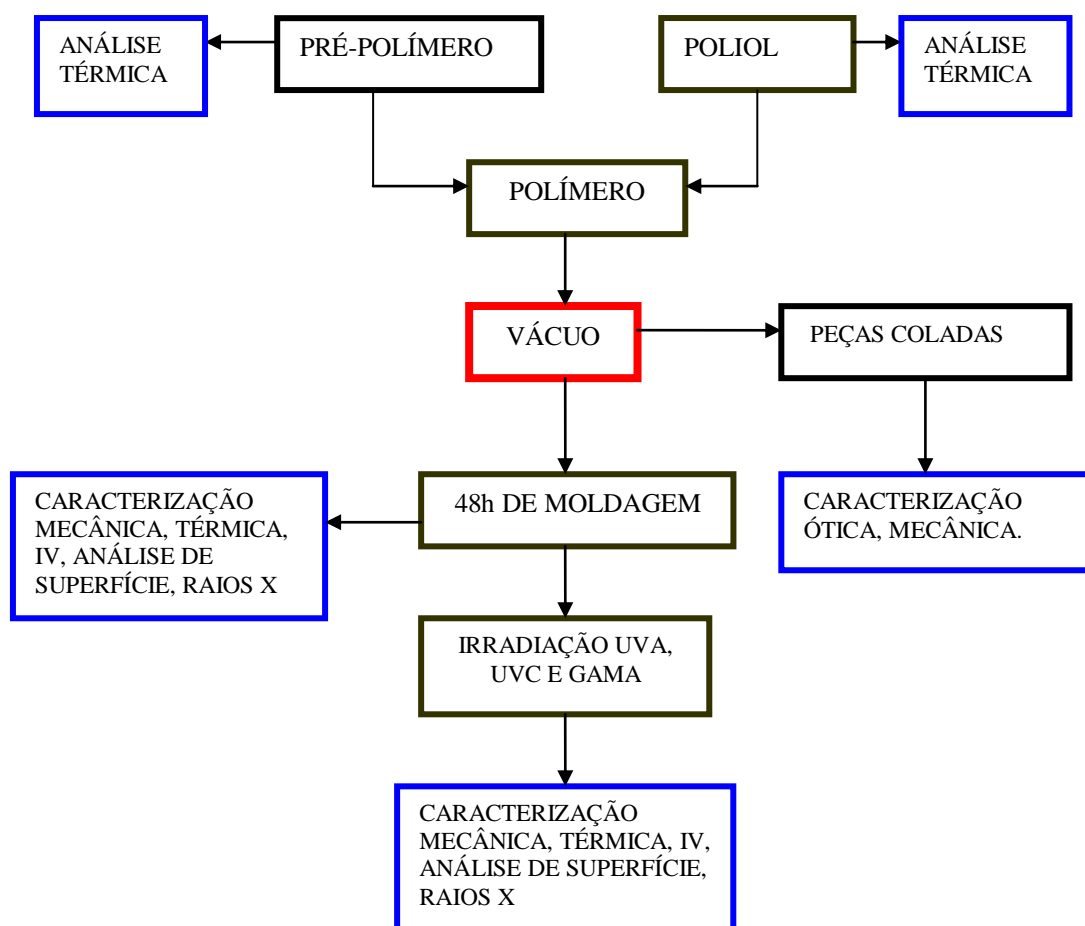 ANÁLISE
TÉRMICA
PRÉ-POLÍMERO
POLIOL
ANÁLISE
TÉRMICA
POLÍMERO
VÁCUO
PEÇAS COLADAS
CARACTERIZAÇÃO
MECÂNICA, TÉRMICA,
IV, ANÁLISE DE
SUPERFÍCIE, RAIOS X
48h DE MOLDAGEM
CARACTERIZAÇÃO
ÓTICA, MECÂNICA.
IRRADIAÇÃO UVA,
UVC E GAMA
CARACTERIZAÇÃO
MECÂNICA, TÉRMICA, IV,
ANÁLISE DE SUPERFÍCIE,
RAIOS X